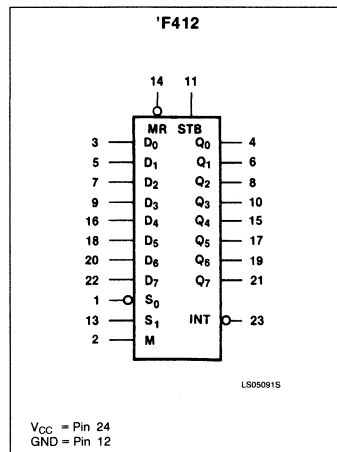 'F412
14 11
MR STB
3 D0 Q0 4
5 D1 Q1 6
7 D2 Q2 8
9 D3 Q3 10
16 D4 Q4 15
18 D5 Q5 17
20 D6 Q6 19
22 D7 Q7 21
1 S0
13 S1 INT 23
2 M
LS05091S
VCC = Pin 24
GND = Pin 12